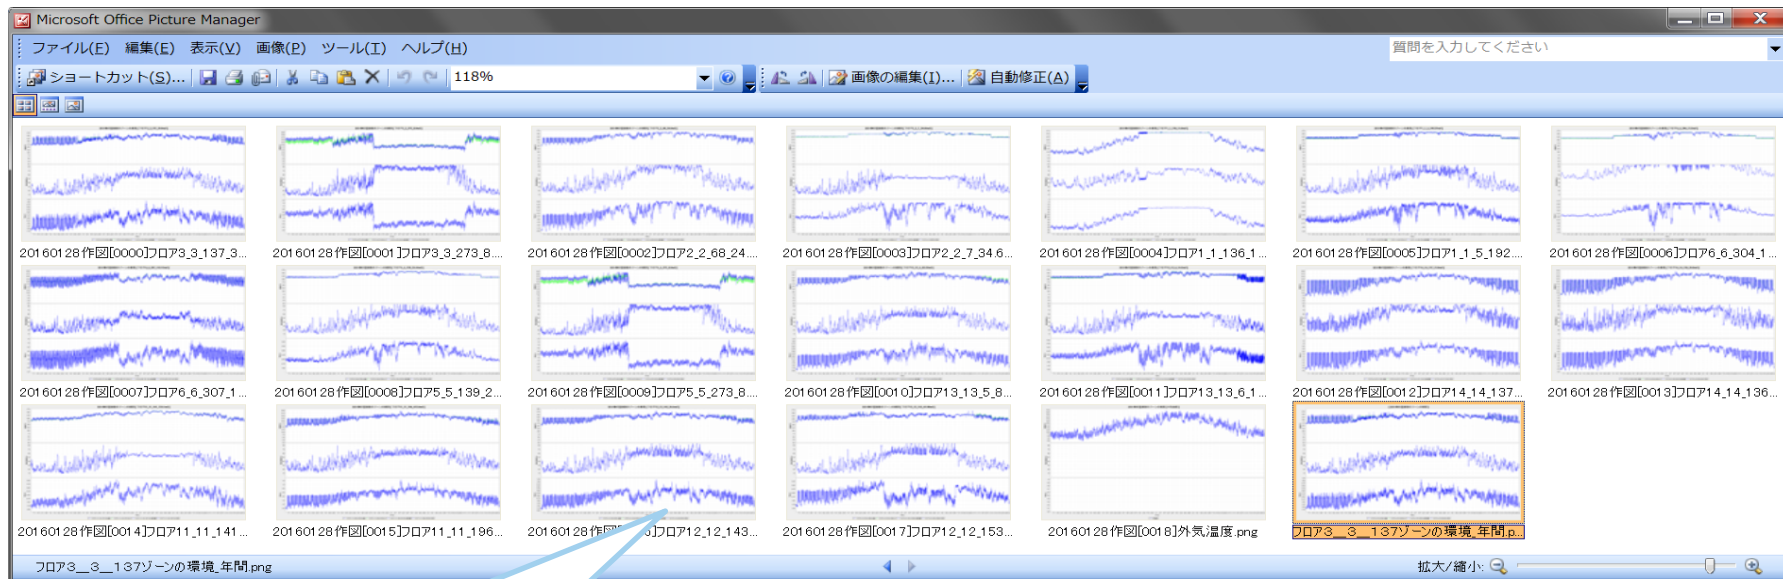 Microsoft Office Picture Manager
ファイル(F) 編集(E) 表示(V) 画像(P) ツール(T) ヘルプ(H)
質問を入力してください
ショートカット(S)... 118% 画像の編集(I)... 自動修正(A)
20160128作図[0000]フロア3_3_137_3... 20160128作図[0001]フロア3_3_273_8... 20160128作図[0002]フロア2_2_68_24... 20160128作図[0003]フロア2_2_7_34.6... 20160128作図[0004]フロア1_1_136_1... 20160128作図[0005]フロア1_1_5_192... 20160128作図[0006]フロア6_6_304_1...
20160128作図[0007]フロア6_6_307_1... 20160128作図[0008]フロア5_5_139_2... 20160128作図[0009]フロア5_5_273_8... 20160128作図[0010]フロア13_13_5_8... 20160128作図[0011]フロア13_13_6_1... 20160128作図[0012]フロア14_14_137... 20160128作図[0013]フロア14_14_136...
20160128作図[0014]フロア11_11_141... 20160128作図[0015]フロア11_11_196... 20160128作図 フロア12_12_143... 20160128作図[0017]フロア12_12_153... 20160128作図[0018]外気温度.png フロア3__3__137ゾーンの環境_年間.p...
フロア3__3__137ゾーンの環境_年間.png
拡大/縮小: